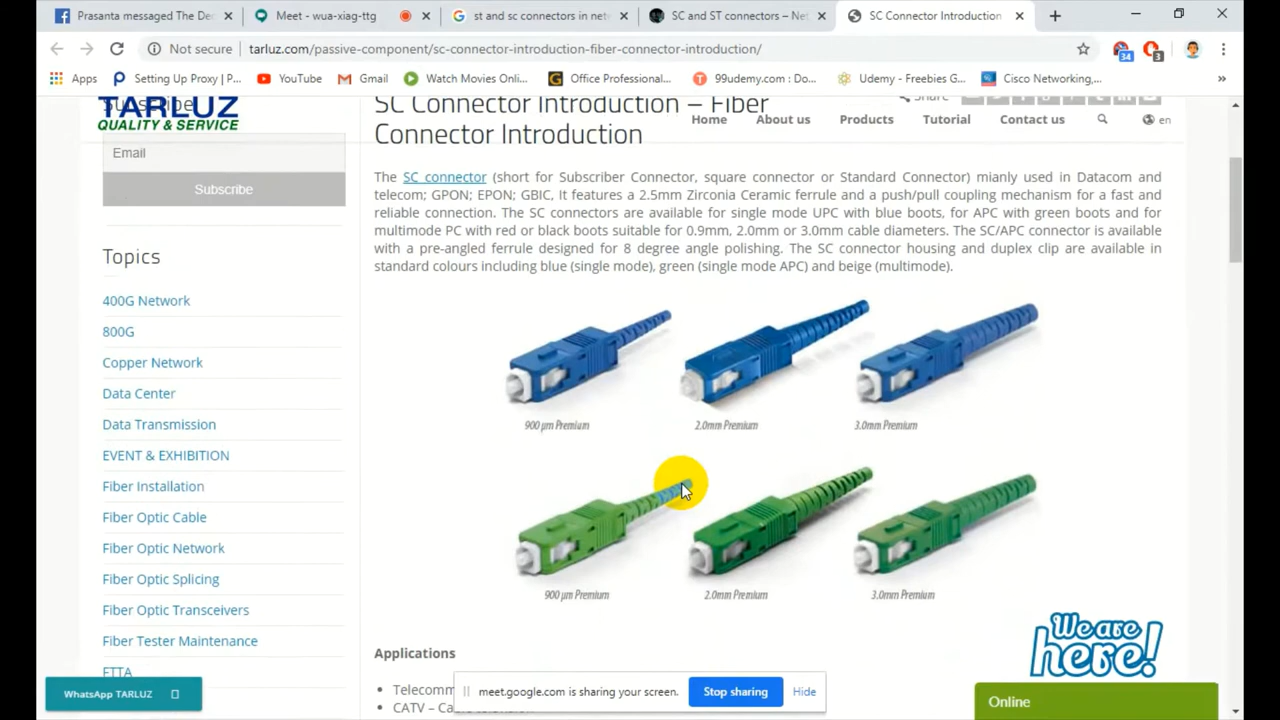 Prasanta messaged The De
Meet - wua-xiag-ttg
st and sc connectors in net
SC and ST connectors – Net
SC Connector Introduction
Not secure
tarluz.com/passive-component/sc-connector-introduction-fiber-connector-introduction/
34
3
Apps
Setting Up Proxy | P...
YouTube
Gmail
Watch Movies Onli...
Office Professional...
99udemy.com : Do...
Udemy - Freebies G...
Cisco Networking,...
»
Subscribe
TARLUZ
QUALITY & SERVICE
SC Connector Introduction – Fiber
Connector Introduction
Share
Home
About us
Products
Tutorial
Contact us
en
Email
Subscribe
The SC connector (short for Subscriber Connector, square connector or Standard Connector) mianly used in Datacom and
telecom; GPON; EPON; GBIC, It features a 2.5mm Zirconia Ceramic ferrule and a push/pull coupling mechanism for a fast and
reliable connection. The SC connectors are available for single mode UPC with blue boots, for APC with green boots and for
multimode PC with red or black boots suitable for 0.9mm, 2.0mm or 3.0mm cable diameters. The SC/APC connector is available
with a pre-angled ferrule designed for 8 degree angle polishing. The SC connector housing and duplex clip are available in
standard colours including blue (single mode), green (single mode APC) and beige (multimode).
Topics
400G Network
800G
Copper Network
Data Center
Data Transmission
EVENT & EXHIBITION
Fiber Installation
Fiber Optic Cable
Fiber Optic Network
Fiber Optic Splicing
Fiber Optic Transceivers
Fiber Tester Maintenance
FTTA
900 μm Premium
2.0mm Premium
3.0mm Premium
900 μm Premium
2.0mm Premium
3.0mm Premium
Applications
Telecomm
CATV – Cable
We are
here!
WhatsApp TARLUZ
meet.google.com is sharing your screen.
Stop sharing
Hide
Online